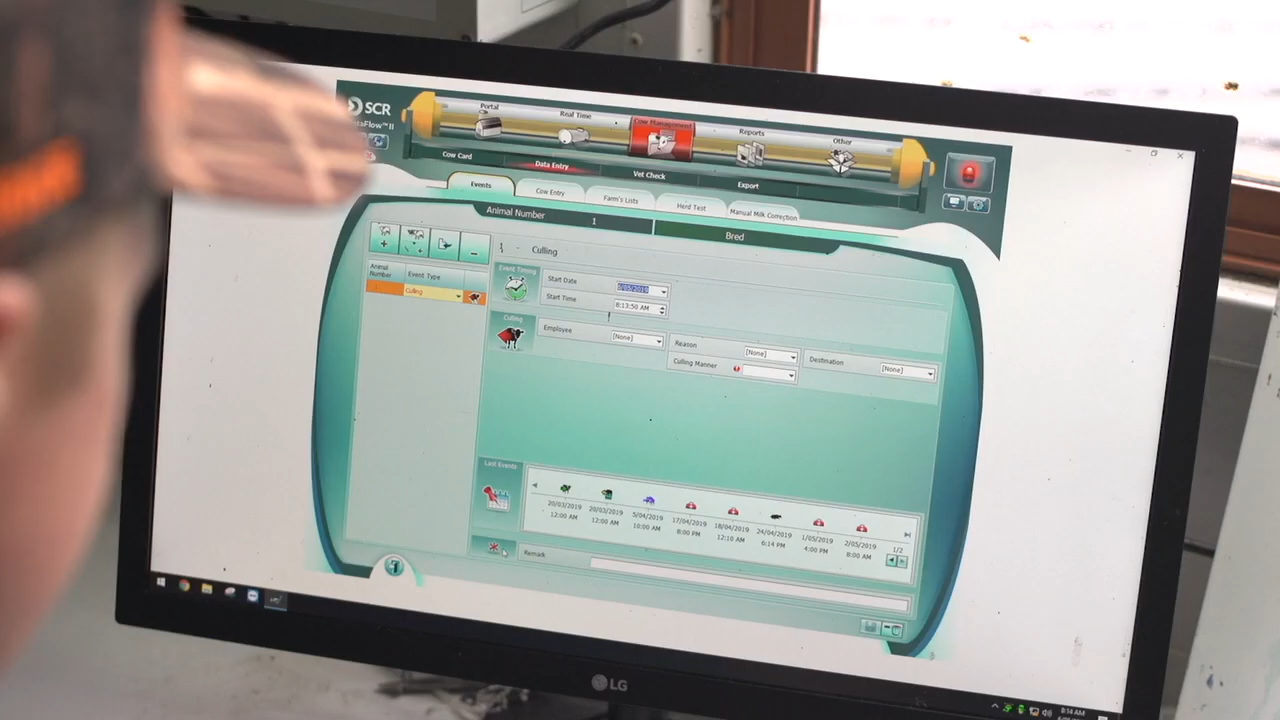 SCR
Portal
Real Time
Cow Management
Reports
Other
Cow Card
Data Entry
Vet Check
Export
Events
Cow Entry
Farm's Lists
Herd Test
Manual Milk Correction
Animal Number 1 Bred
Culling
Animal Number
Event Type
Culling
Event Timing
Start Date
Start Time 8:13:50 AM
Culling
Employee [None]
Reason [None]
Destination [None]
Culling Manner
Last Events
20/03/2019 12:00 AM
20/03/2019 12:00 AM
5/04/2019 10:00 AM
17/04/2019 8:00 PM
18/04/2019 12:10 AM
24/04/2019 6:14 PM
1/05/2019 4:00 PM
2/05/2019 8:00 AM
1/2
Remark
8:14 AM
LG